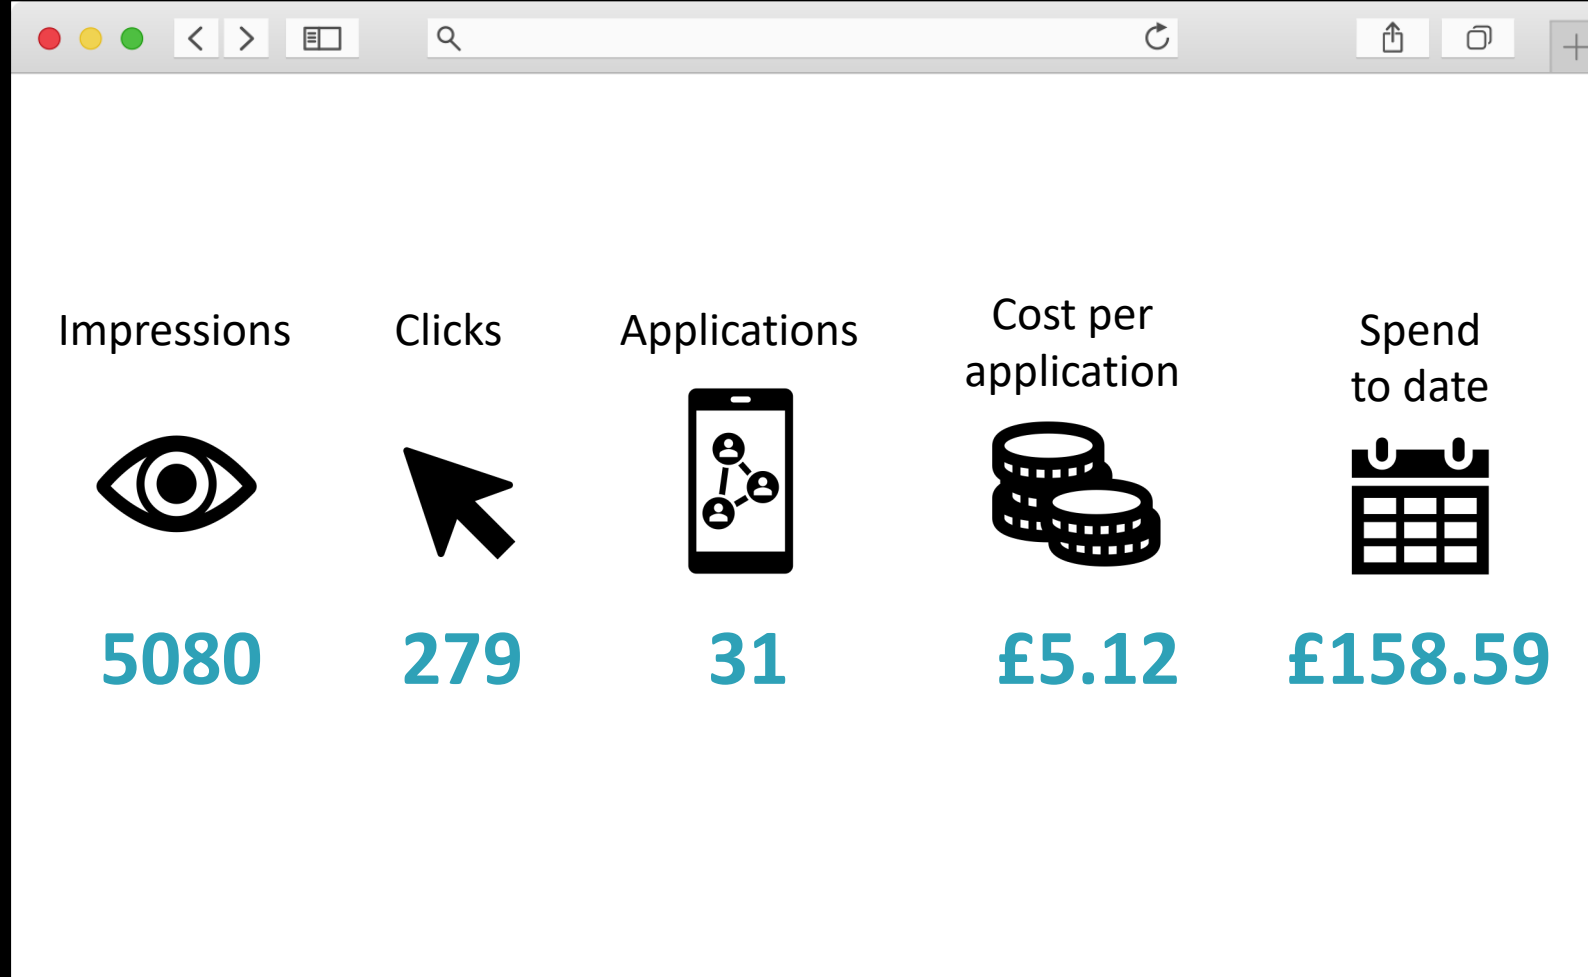 Impressions
Clicks
Applications
Cost per
application
Spend
to date
5080
279
31
£5.12
£158.59